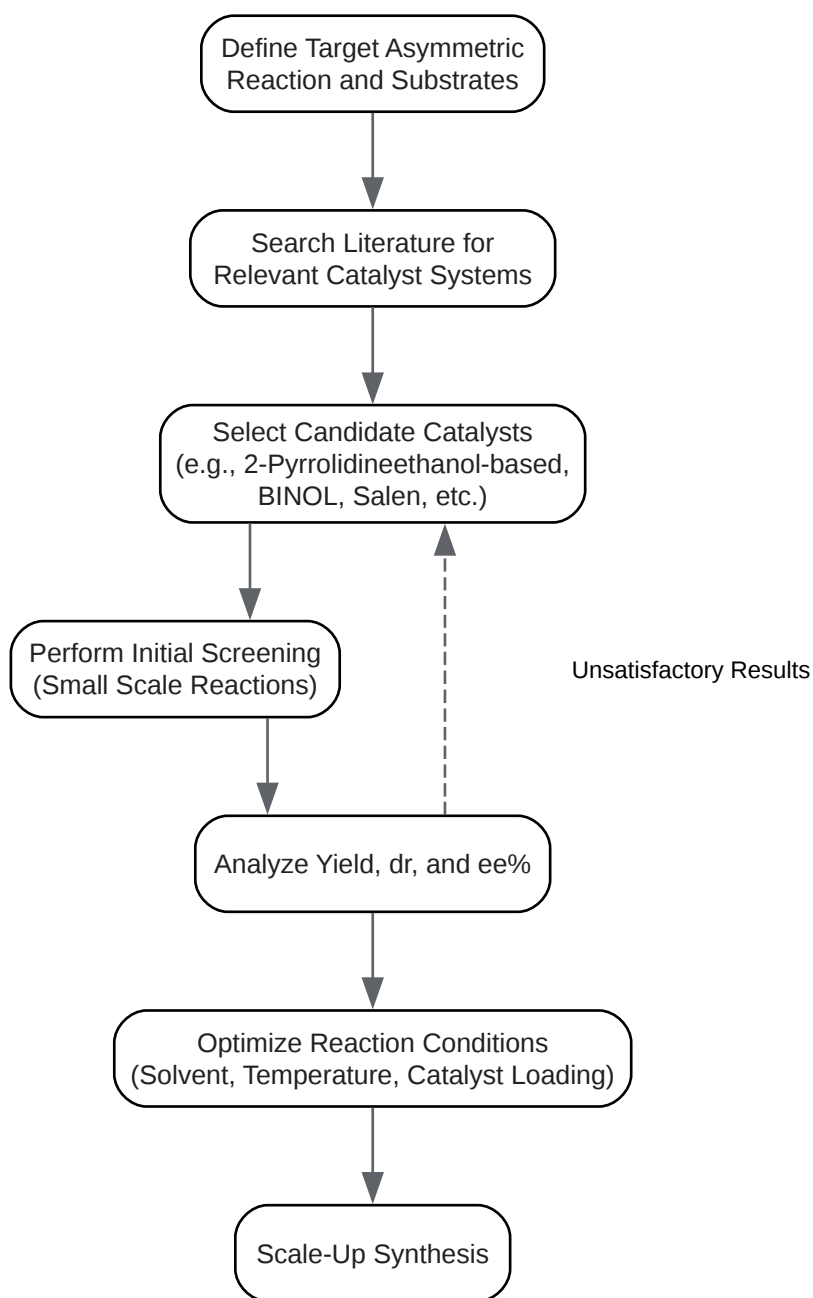 Define Target Asymmetric
Reaction and Substrates
Search Literature for
Relevant Catalyst Systems
Select Candidate Catalysts
(e.g., 2-Pyrrolidineethanol-based,
BINOL, Salen, etc.)
Perform Initial Screening
(Small Scale Reactions)
Unsatisfactory Results
Analyze Yield, dr, and ee%
Optimize Reaction Conditions
(Solvent, Temperature, Catalyst Loading)
Scale-Up Synthesis